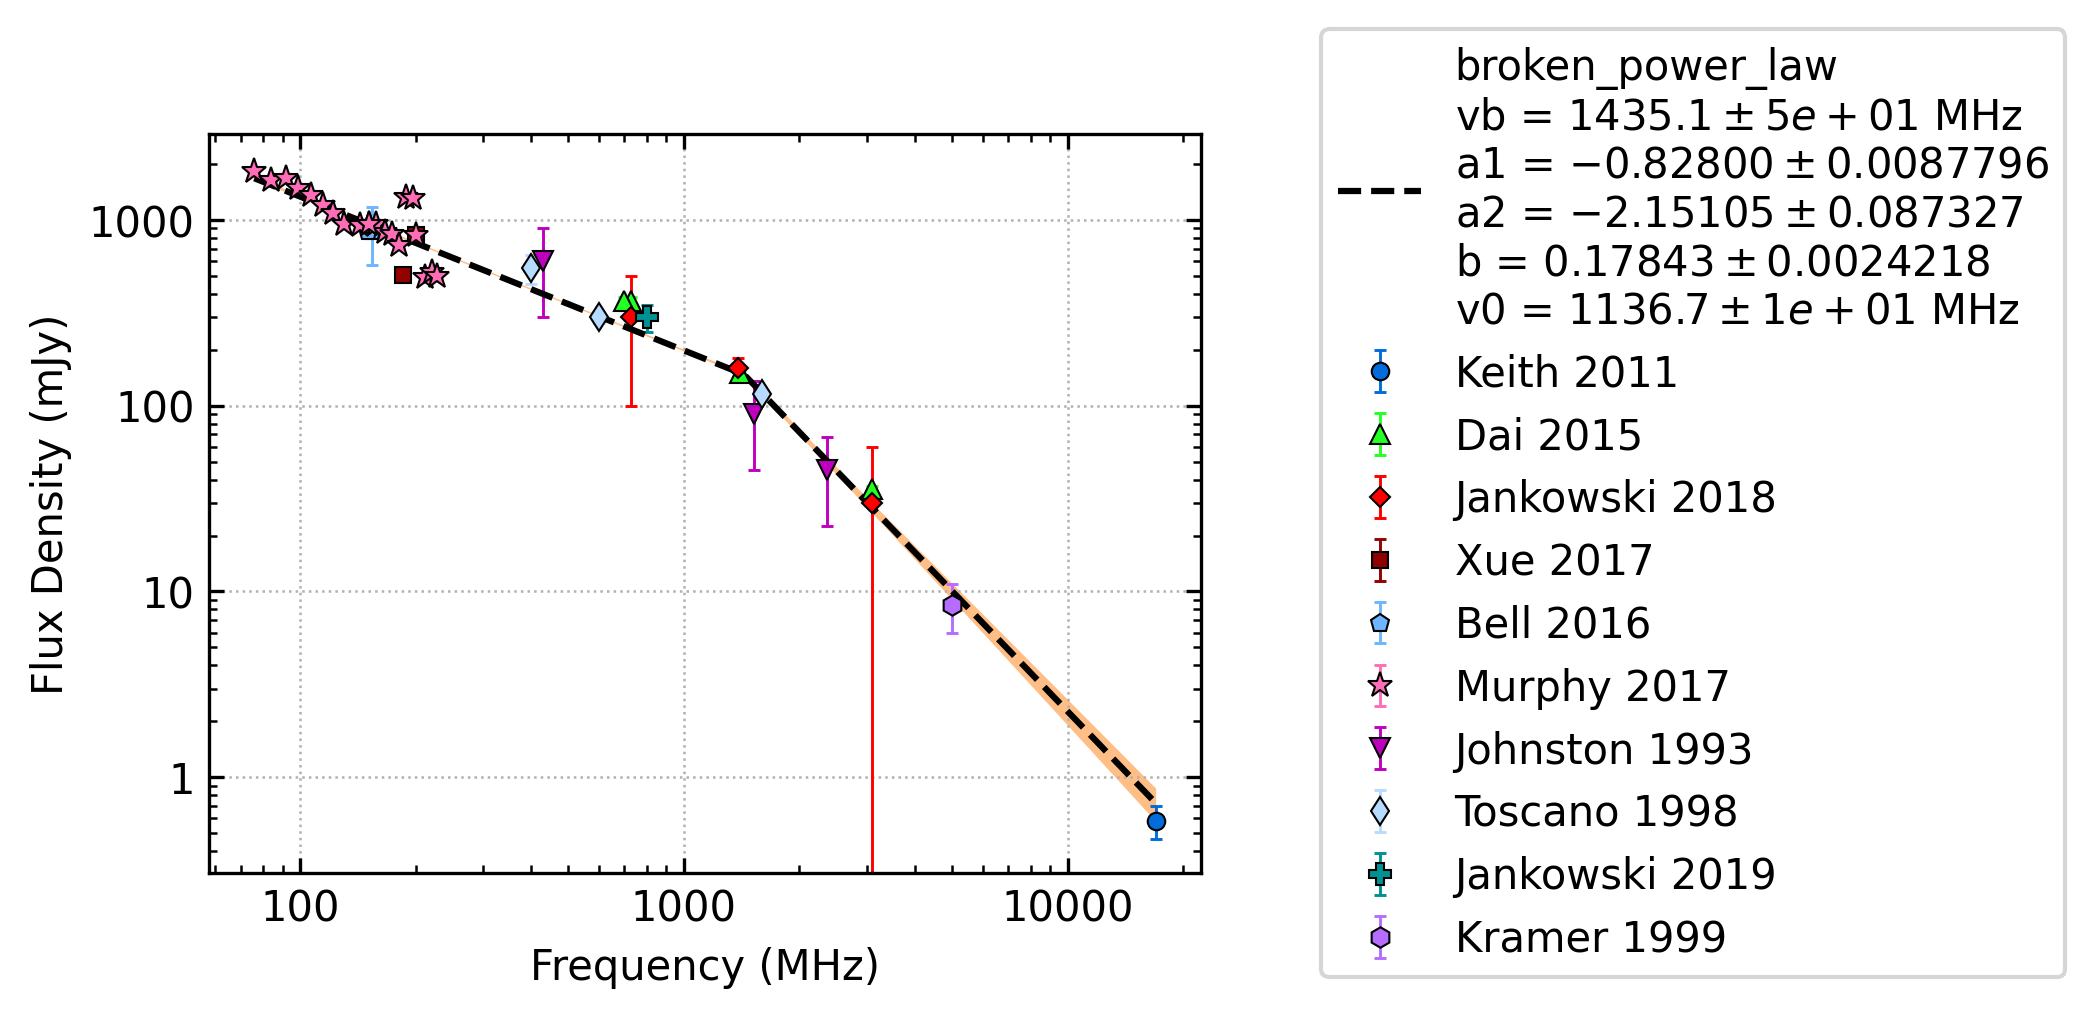 Flux Density (mJy)
1000
100
10
1
100
1000
10000
Frequency (MHz)
broken_power_law
vb = 1435.1 ± 5e + 01 MHz
a1 = −0.82800 ± 0.0087796
a2 = −2.15105 ± 0.087327
b = 0.17843 ± 0.0024218
v0 = 1136.7 ± 1e + 01 MHz
Keith 2011
Dai 2015
Jankowski 2018
Xue 2017
Bell 2016
Murphy 2017
Johnston 1993
Toscano 1998
Jankowski 2019
Kramer 1999